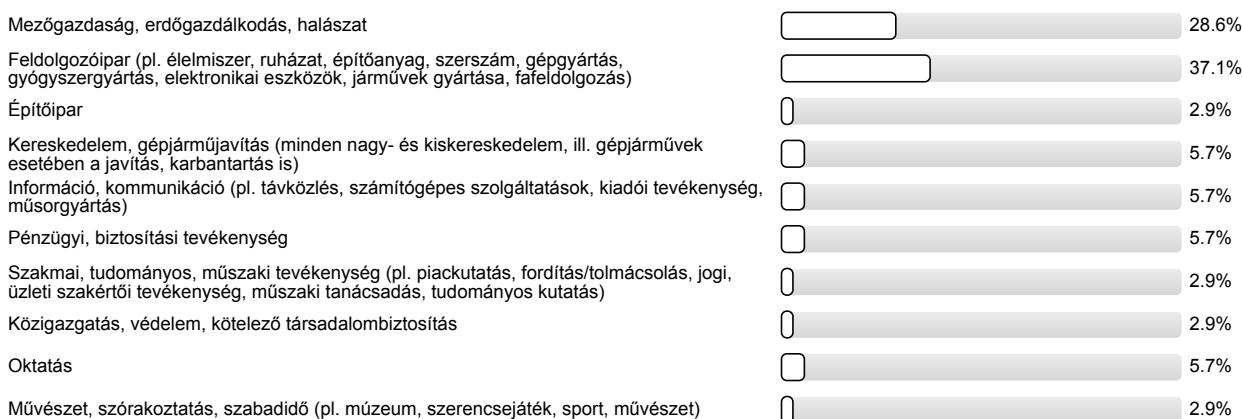 Mezőgazdaság, erdőgazdálkodás, halászat 28.6%
Feldolgozóipar (pl. élelmiszer, ruházat, építőanyag, szerszám, gépgyártás,
gyógyszergyártás, elektronikai eszközök, járművek gyártása, fafeldolgozás) 37.1%
Építőipar 2.9%
Kereskedelem, gépjárműjavítás (minden nagy- és kiskereskedelem, ill. gépjárművek
esetében a javítás, karbantartás is) 5.7%
Információ, kommunikáció (pl. távközlés, számítógépes szolgáltatások, kiadói tevékenység,
műsorgyártás) 5.7%
Pénzügyi, biztosítási tevékenység 5.7%
Szakmai, tudományos, műszaki tevékenység (pl. piackutatás, fordítás/tolmácsolás, jogi,
üzleti szakértői tevékenység, műszaki tanácsadás, tudományos kutatás) 2.9%
Közigazgatás, védelem, kötelező társadalombiztosítás 2.9%
Oktatás 5.7%
Művészet, szórakoztatás, szabadidő (pl. múzeum, szerencsejáték, sport, művészet) 2.9%